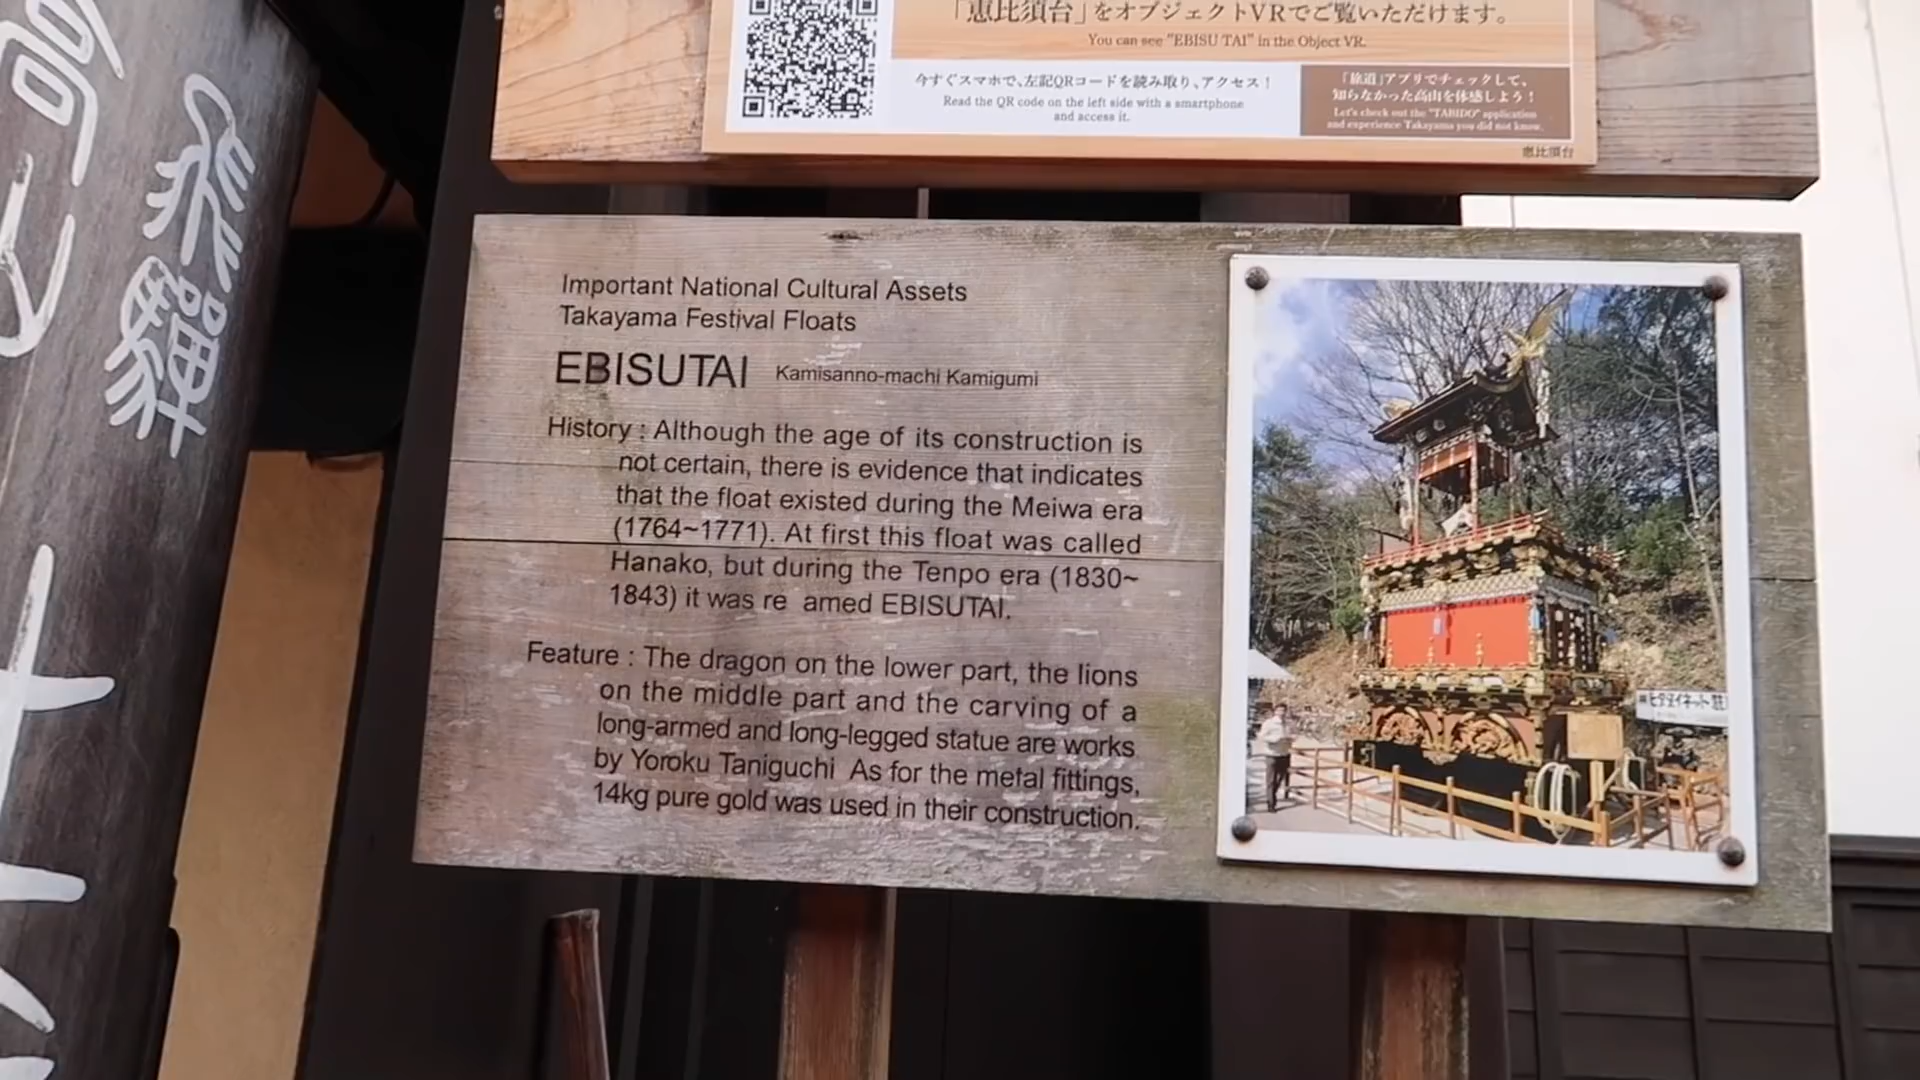 「恵比須台」をオブジェクトVRでご覧いただけます。
You can see "EBISU TAI" in the Object VR.
今すぐスマホで、左記QRコードを読み取り、アクセス！
Read the QR code on the left side with a smartphone
and access it.
「旅道」アプリでチェックして、
知らなかった高山を体感しよう！
Let's check out the "TABIDO" application
and experience Takayama you did not know.
恵比須台
飛騨
Important National Cultural Assets
Takayama Festival Floats
EBISUTAI Kamisanno-machi Kamigumi
History : Although the age of its construction is
not certain, there is evidence that indicates
that the float existed during the Meiwa era
(1764~1771). At first this float was called
Hanako, but during the Tenpo era (1830~
1843) it was re amed EBISUTAI.
Feature : The dragon on the lower part, the lions
on the middle part and the carving of a
long-armed and long-legged statue are works
by Yoroku Taniguchi As for the metal fittings,
14kg pure gold was used in their construction.